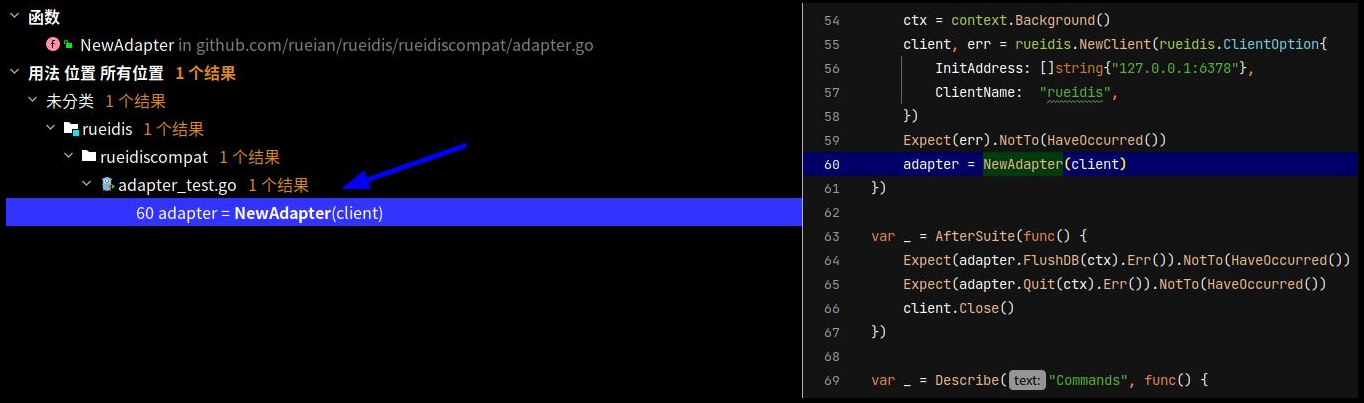 函数
NewAdapter in github.com/rueian/rueidis/rueidiscompat/adapter.go
用法 位置 所有位置 1 个结果
未分类 1 个结果
rueidis 1 个结果
rueidiscompat 1 个结果
adapter_test.go 1 个结果
60 adapter = NewAdapter(client)
54 ctx = context.Background()
55 client, err = rueidis.NewClient(rueidis.ClientOption{
56 InitAddress: []string{"127.0.0.1:6378"},
57 ClientName: "rueidis",
58 })
59 Expect(err).NotTo(HaveOccurred())
60 adapter = NewAdapter(client)
61 })
62
63 var _ = AfterSuite(func() {
64 Expect(adapter.FlushDB(ctx).Err()).NotTo(HaveOccurred())
65 Expect(adapter.Quit(ctx).Err()).NotTo(HaveOccurred())
66 client.Close()
67 })
68
69 var _ = Describe(text: "Commands", func() {